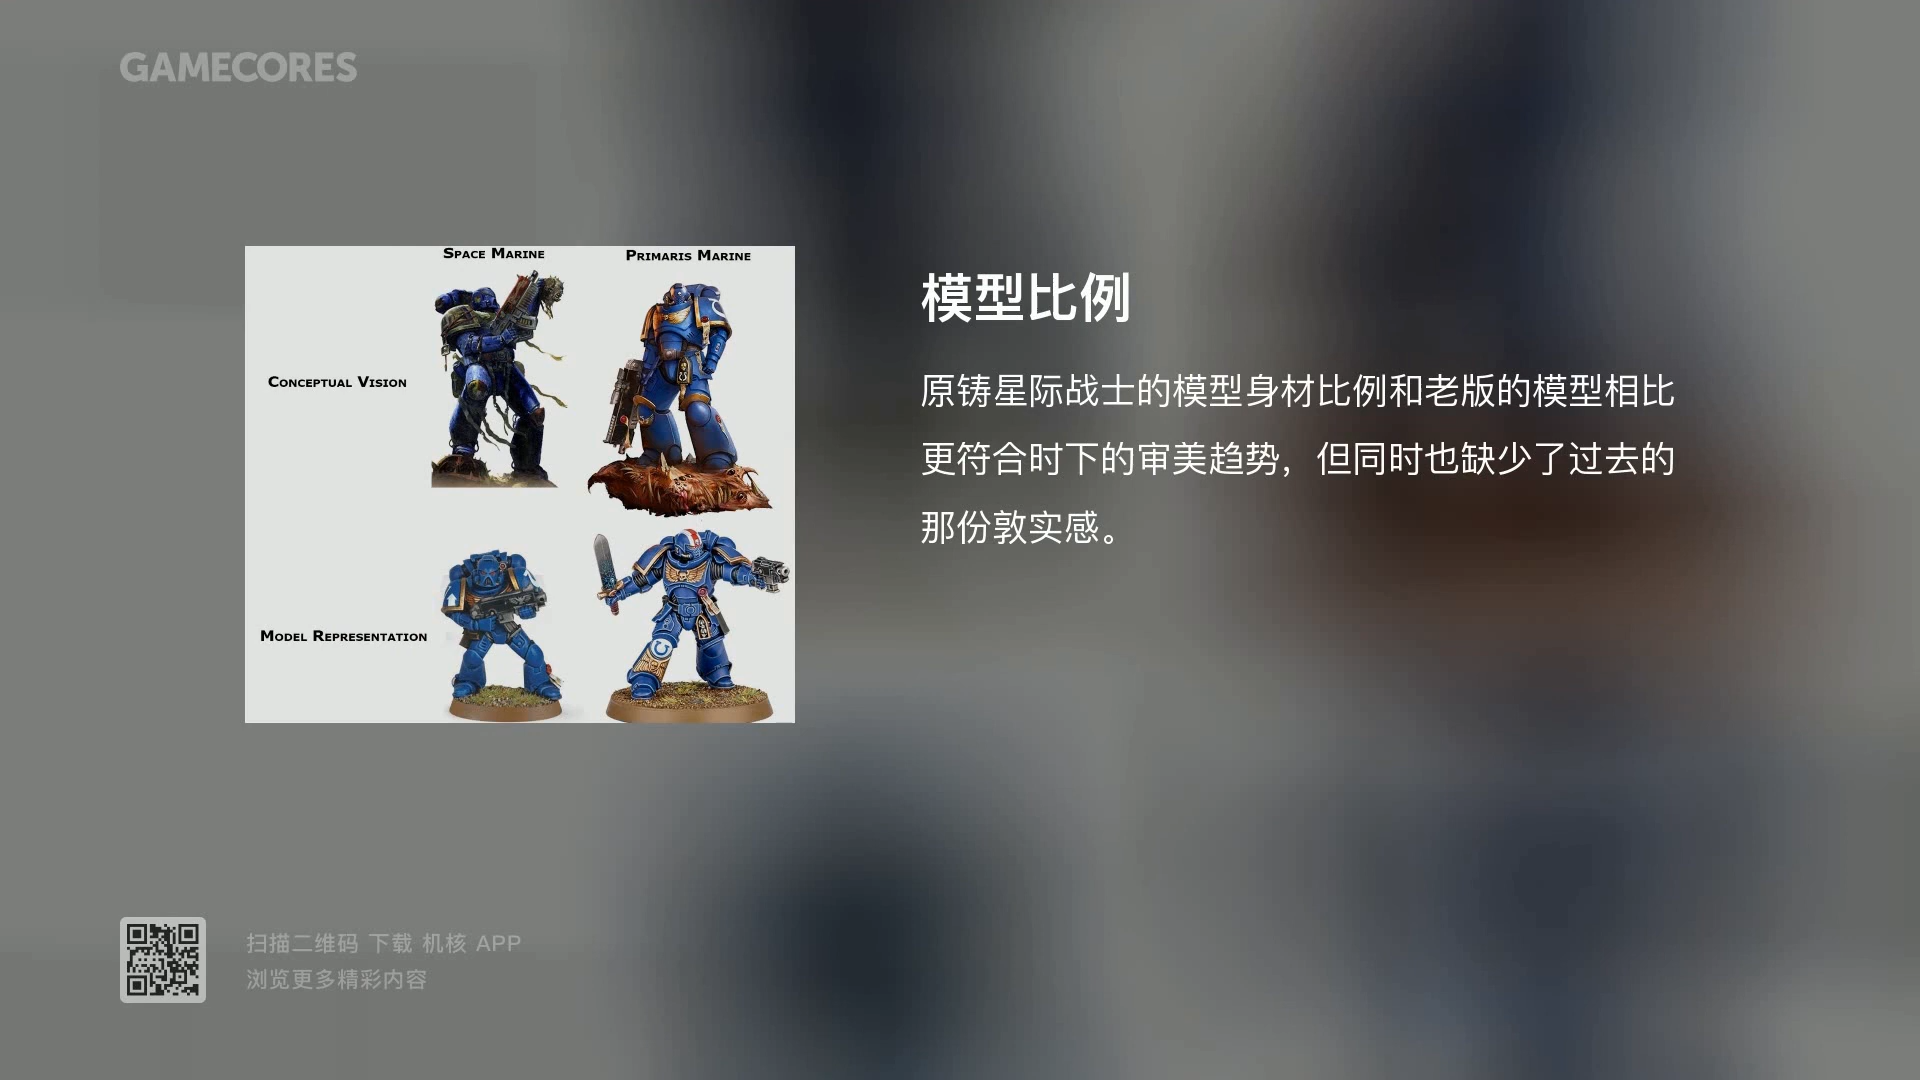 GAMECORES
SPACE MARINE
PRIMARIS MARINE
CONCEPTUAL VISION
MODEL REPRESENTATION
模型比例
原铸星际战士的模型身材比例和老版的模型相比
更符合时下的审美趋势，但同时也缺少了过去的
那份敦实感。
扫描二维码 下载 机核 APP
浏览更多精彩内容